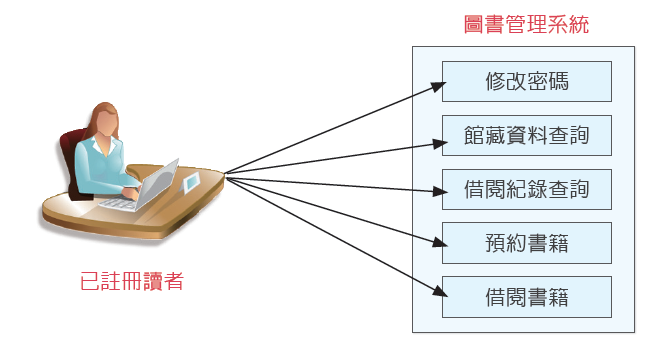 圖書管理系統
修改密碼
館藏資料查詢
借閱紀錄查詢
預約書籍
借閱書籍
已註冊讀者